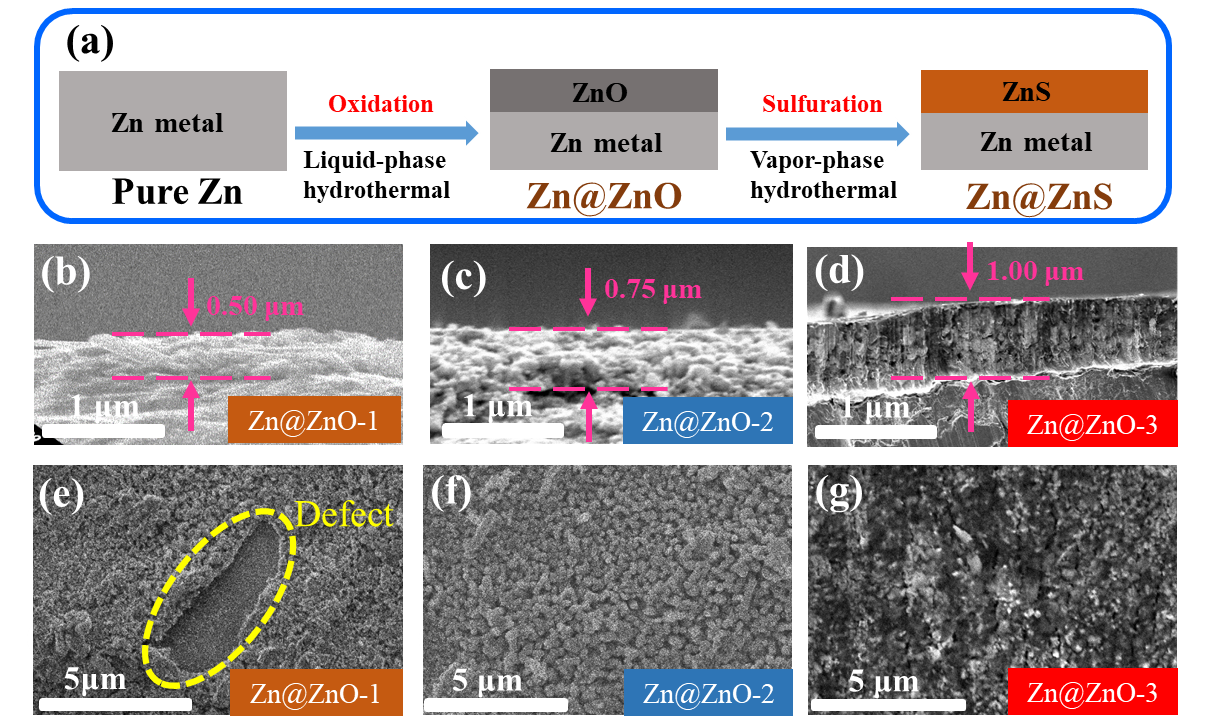 (a)
Zn metal
Pure Zn
Oxidation
Liquid-phase
hydrothermal
ZnO
Zn metal
Zn@ZnO
Sulfuration
Vapor-phase
hydrothermal
ZnS
Zn metal
Zn@ZnS
(b)
0.50 μm
1 μm
Zn@ZnO-1
(c)
0.75 μm
1 μm
Zn@ZnO-2
(d)
1.00 μm
1 μm
Zn@ZnO-3
(e)
Defect
5μm
Zn@ZnO-1
(f)
5 μm
Zn@ZnO-2
(g)
5 μm
Zn@ZnO-3